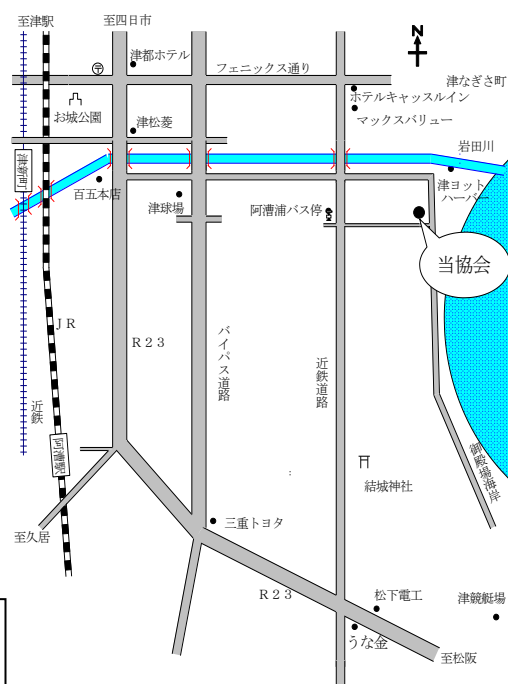 至津駅
至四日市
N
津都ホテル
フェニックス通り
津なぎさ町
ホテルキャッスルイン
マックスバリュー
お城公園
津松菱
岩田川
津新町
百五本店
津球場
阿漕浦バス停
津ヨット
ハーバー
当協会
JR
R23
バイパス道路
近鉄道路
近鉄
阿漕駅
结城神社
御殿場海岸
至久居
三重トヨタ
R23
松下電工
津競艇場
うな金
至松阪